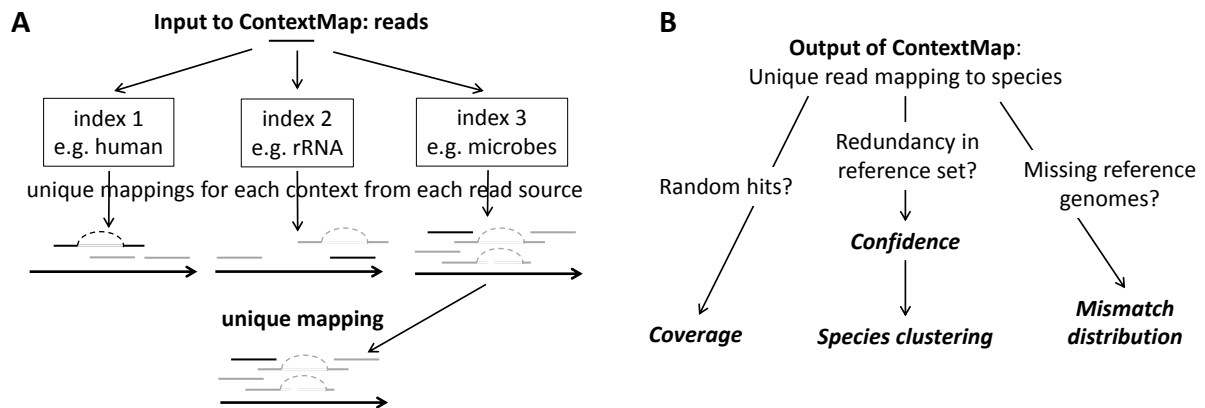 A
Input to ContextMap: reads
index 1
e.g. human
index 2
e.g. rRNA
index 3
e.g. microbes
unique mappings for each context from each read source
unique mapping
B
Output of ContextMap:
Unique read mapping to species
Random hits?
Redundancy in
reference set?
Missing reference
genomes?
Confidence
Coverage
Species clustering
Mismatch
distribution